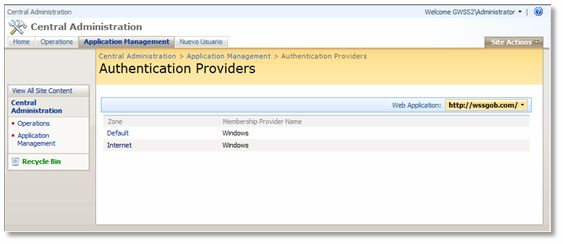 Central Administration
Welcome GWSS2\Administrator
Central Administration
Home Operations Application Management Nuevo Usuario
Site Actions
Central Administration > Application Management > Authentication Providers
Authentication Providers
View All Site Content
Central Administration
Operations
Application Management
Recycle Bin
Web Application: http://wssgob.com/
Zone Membership Provider Name
Default Windows
Internet Windows